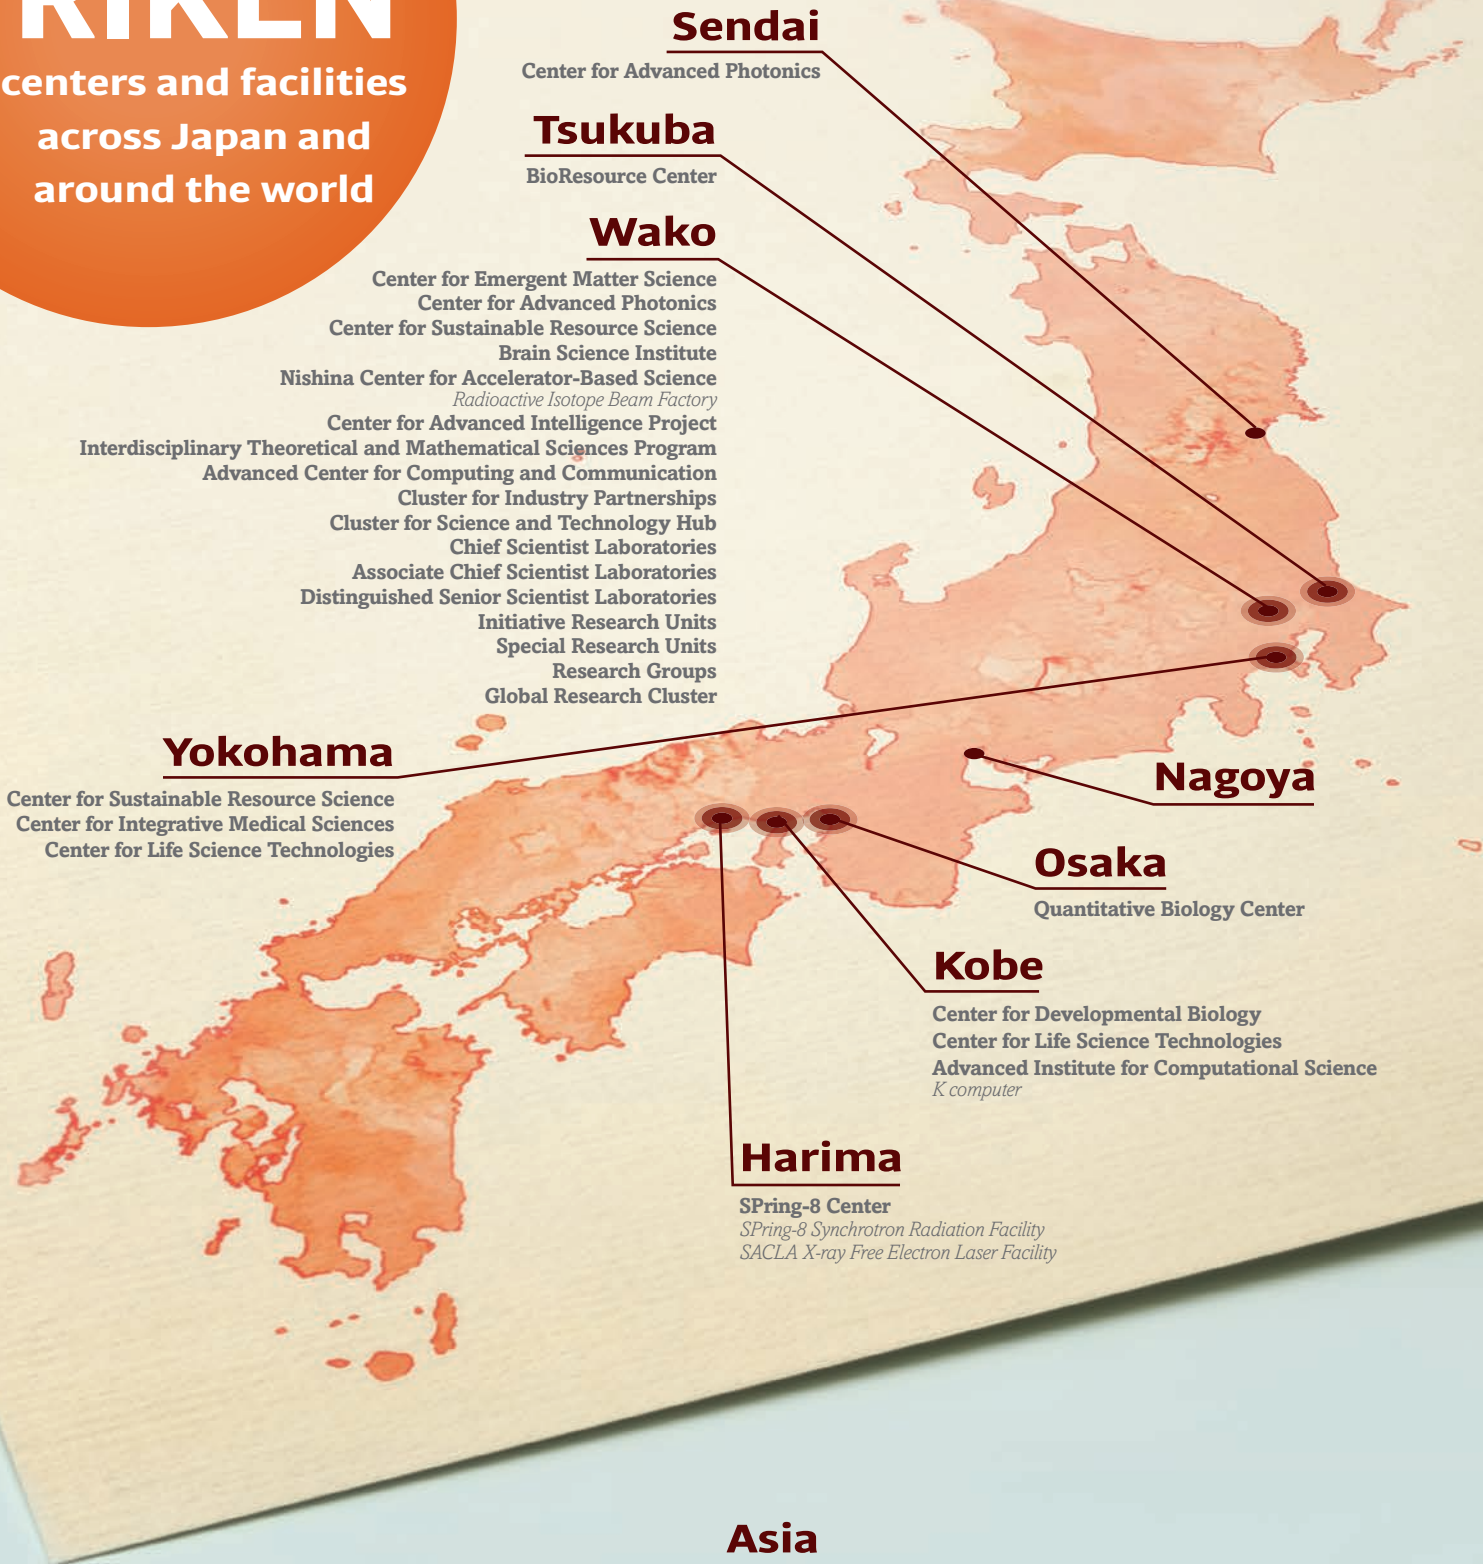 RIKEN
centers and facilities
across Japan and
around the world
Sendai
Center for Advanced Photonics
Tsukuba
BioResource Center
Wako
Center for Emergent Matter Science
Center for Advanced Photonics
Center for Sustainable Resource Science
Brain Science Institute
Nishina Center for Accelerator-Based Science
Radioactive Isotope Beam Factory
Center for Advanced Intelligence Project
Interdisciplinary Theoretical and Mathematical Sciences Program
Advanced Center for Computing and Communication
Cluster for Industry Partnerships
Cluster for Science and Technology Hub
Chief Scientist Laboratories
Associate Chief Scientist Laboratories
Distinguished Senior Scientist Laboratories
Initiative Research Units
Special Research Units
Research Groups
Global Research Cluster
Yokohama
Center for Sustainable Resource Science
Center for Integrative Medical Sciences
Center for Life Science Technologies
Nagoya
Osaka
Quantitative Biology Center
Kobe
Center for Developmental Biology
Center for Life Science Technologies
Advanced Institute for Computational Science
K computer
Harima
SPring-8 Center
SPring-8 Synchrotron Radiation Facility
SACLA X-ray Free Electron Laser Facility
Asia